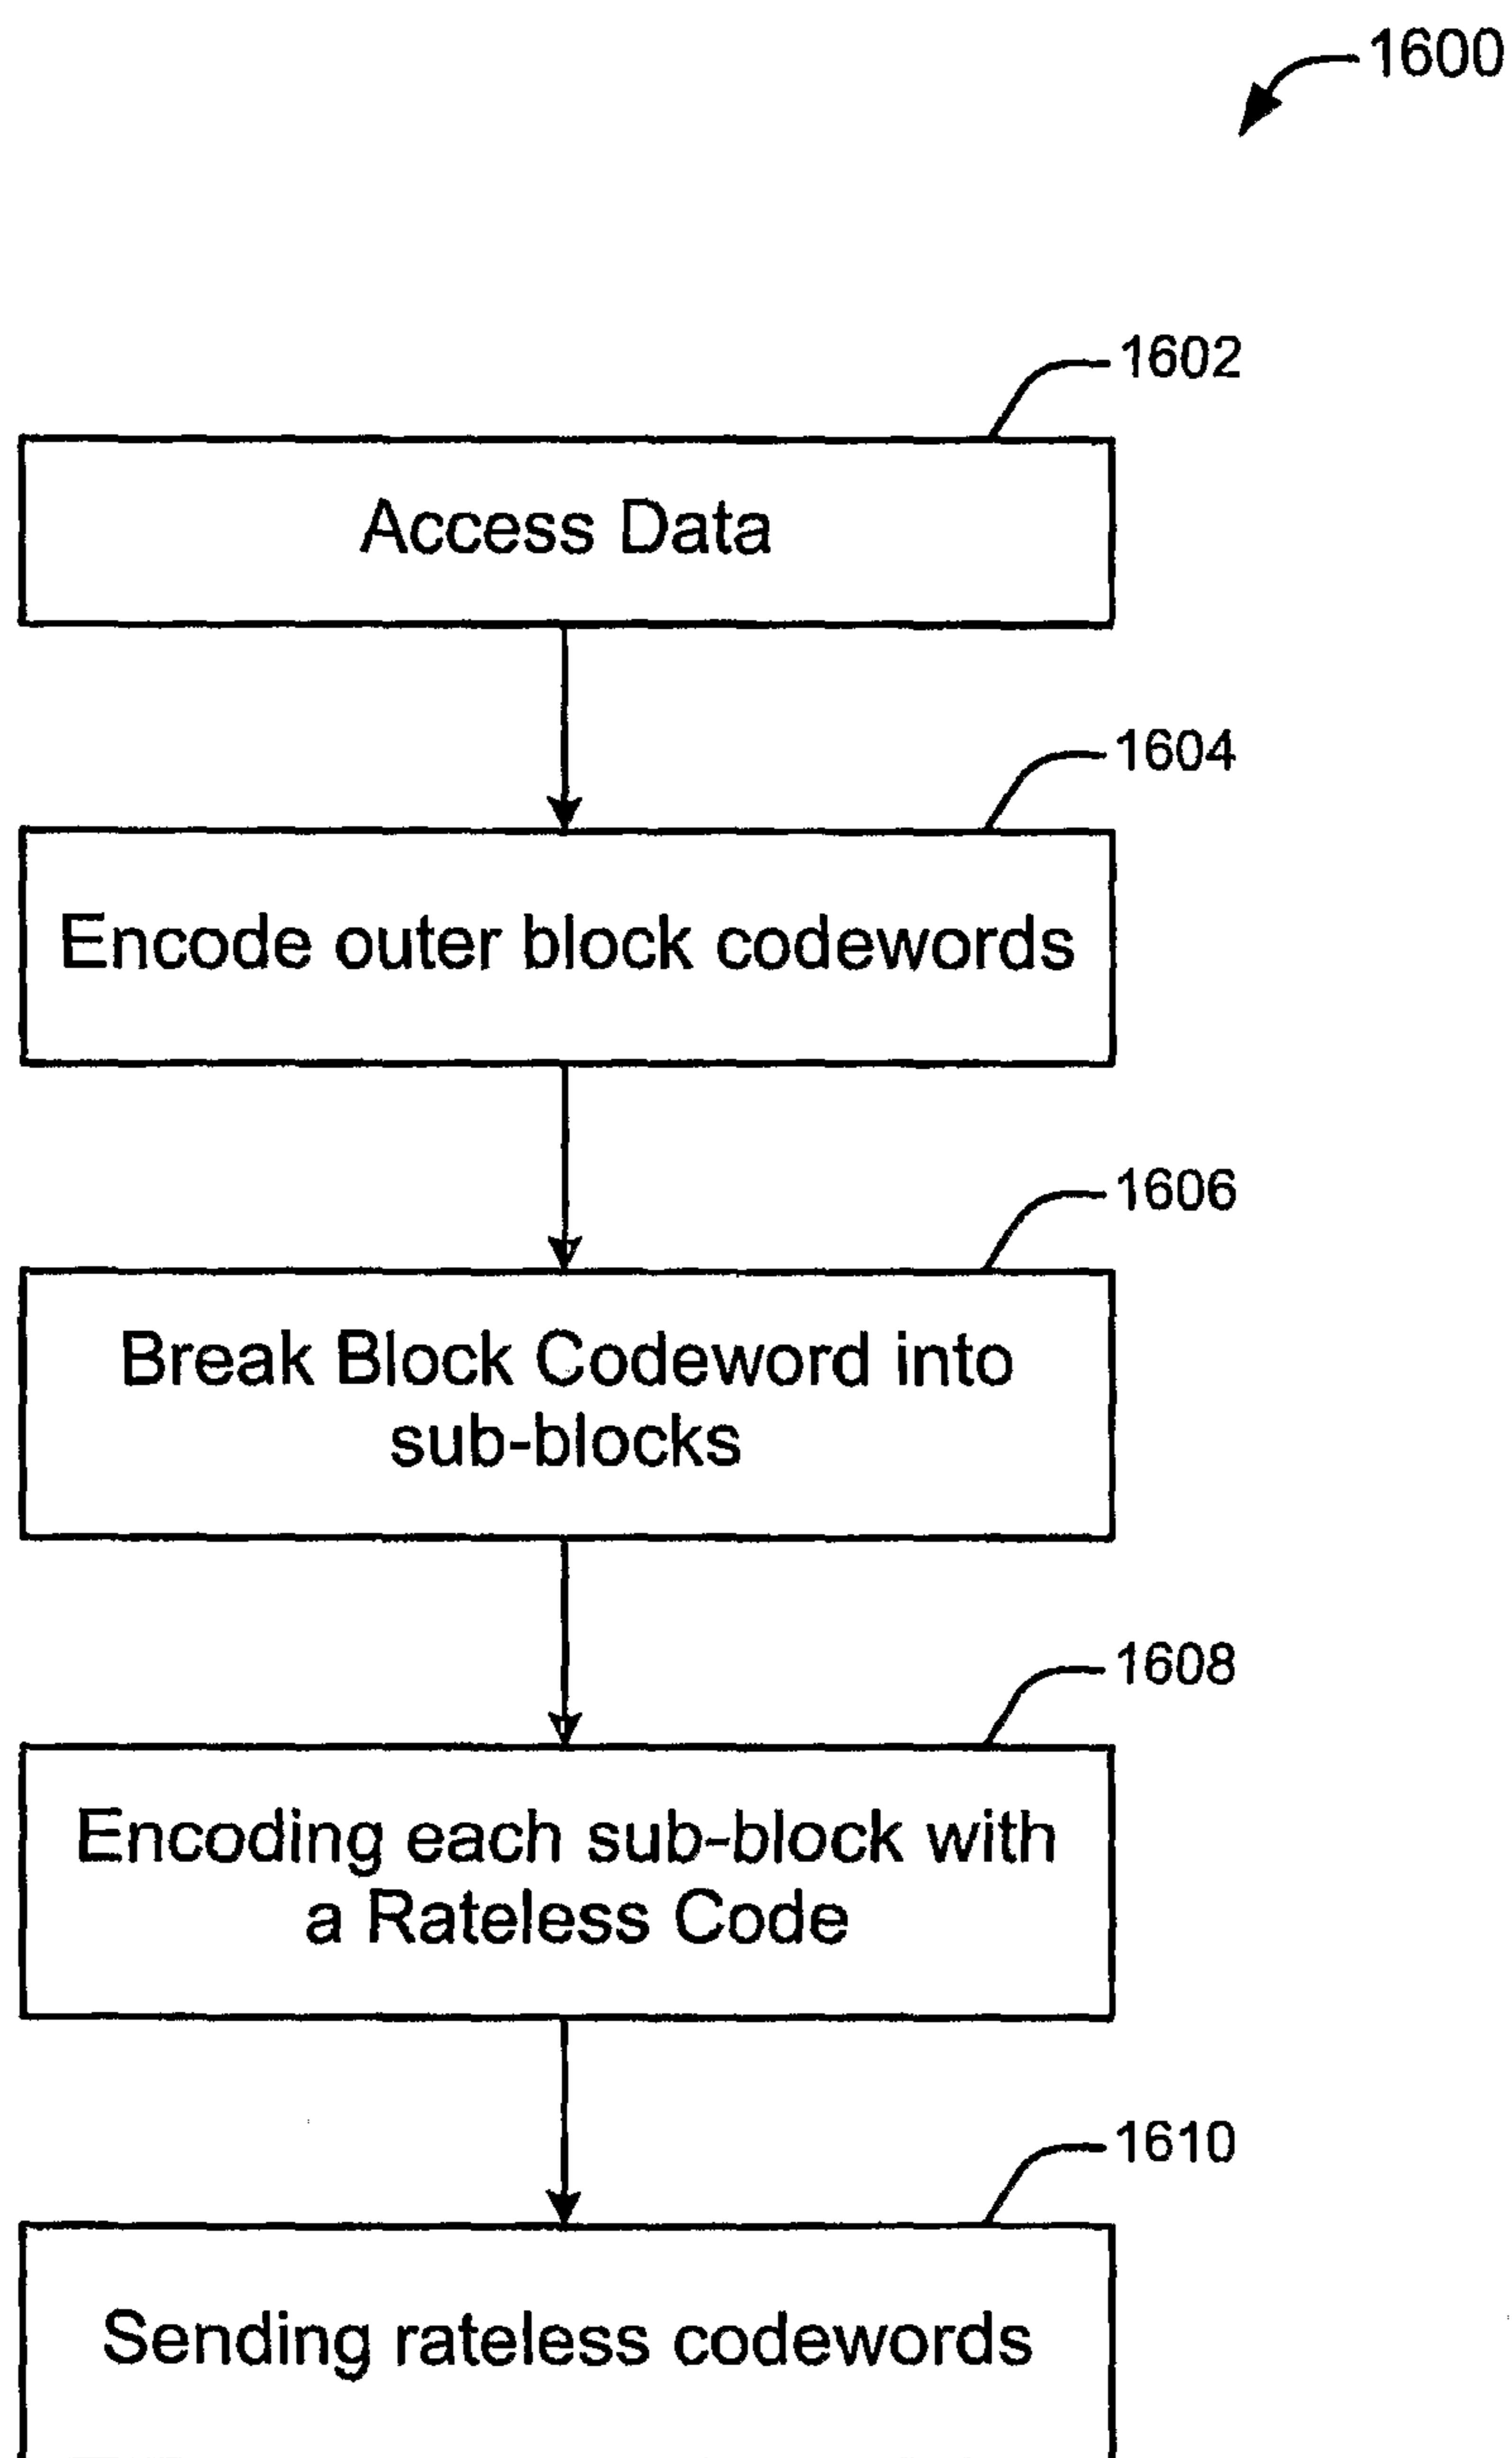 1600
1602
Access Data
1604
Encode outer block codewords
1606
Break Block Codeword into
sub-blocks
1608
Encoding each sub-block with
a Rateless Code
1610
Sending rateless codewords